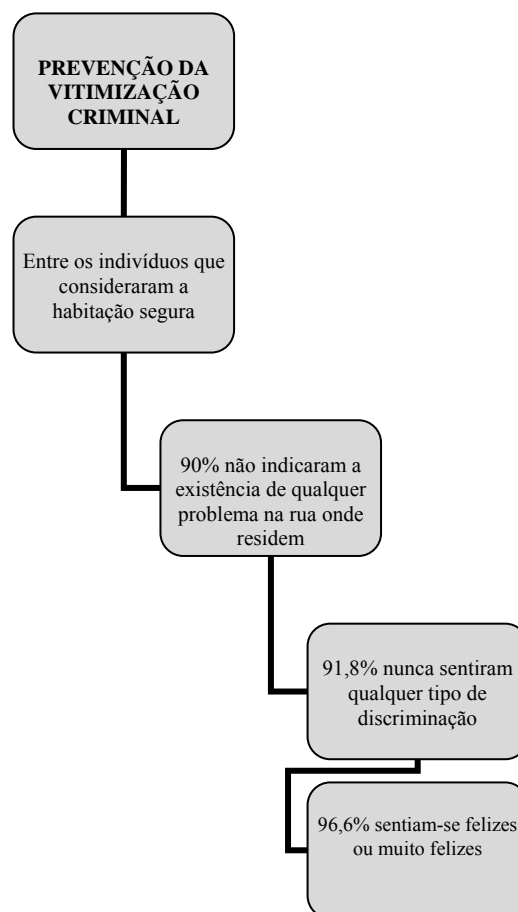 PREVENÇÃO DA
VITIMIZAÇÃO
CRIMINAL
Entre os indivíduos que
consideraram a
habitação segura
90% não indicaram a
existência de qualquer
problema na rua onde
residem
91,8% nunca sentiram
qualquer tipo de
discriminação
96,6% sentiam-se felizes
ou muito felizes